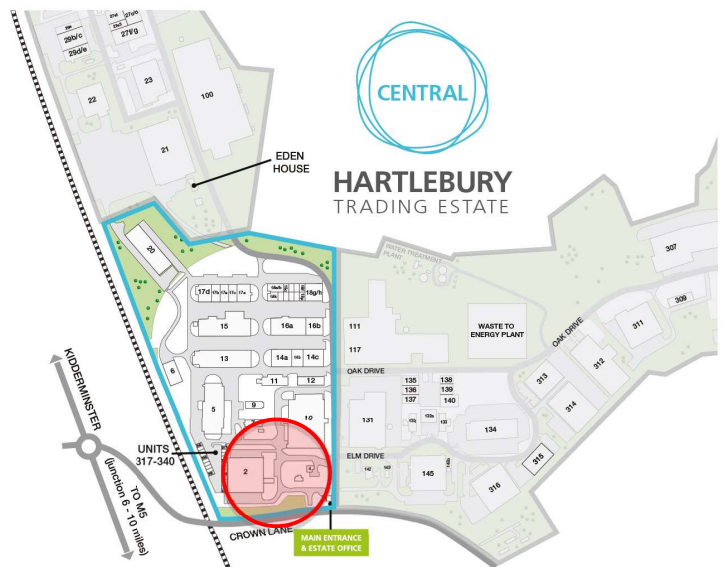 29b/c
29d/e
27f/g
23
100
22
21
EDEN
HOUSE
CENTRAL
HARTLEBURY
TRADING ESTATE
WATER TREATMENT
PLANT
307
20
309
311
17d
18g/h
15
16a
16b
111
117
WASTE TO
ENERGY PLANT
OAK DRIVE
6
13
14a
14b
14c
312
313
OAK DRIVE
11
12
135
138
136
139
137
140
314
5
9
10
131
134
KIDDERMINSTER
UNITS
317-340
ELM DRIVE
2
4
145
315
316
TO M5
(junction 6 - 10 miles)
CROWN LANE
MAIN ENTRANCE
& ESTATE OFFICE